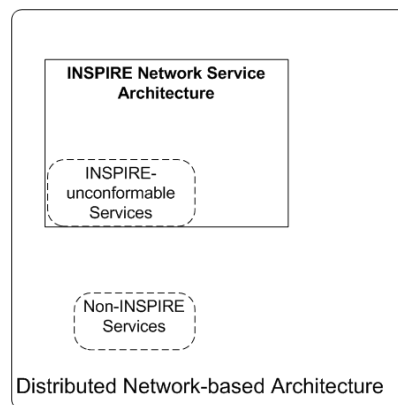 INSPIRE Network Service
Architecture
INSPIRE-
unconformable
Services
Non-INSPIRE
Services
Distributed Network-based Architecture